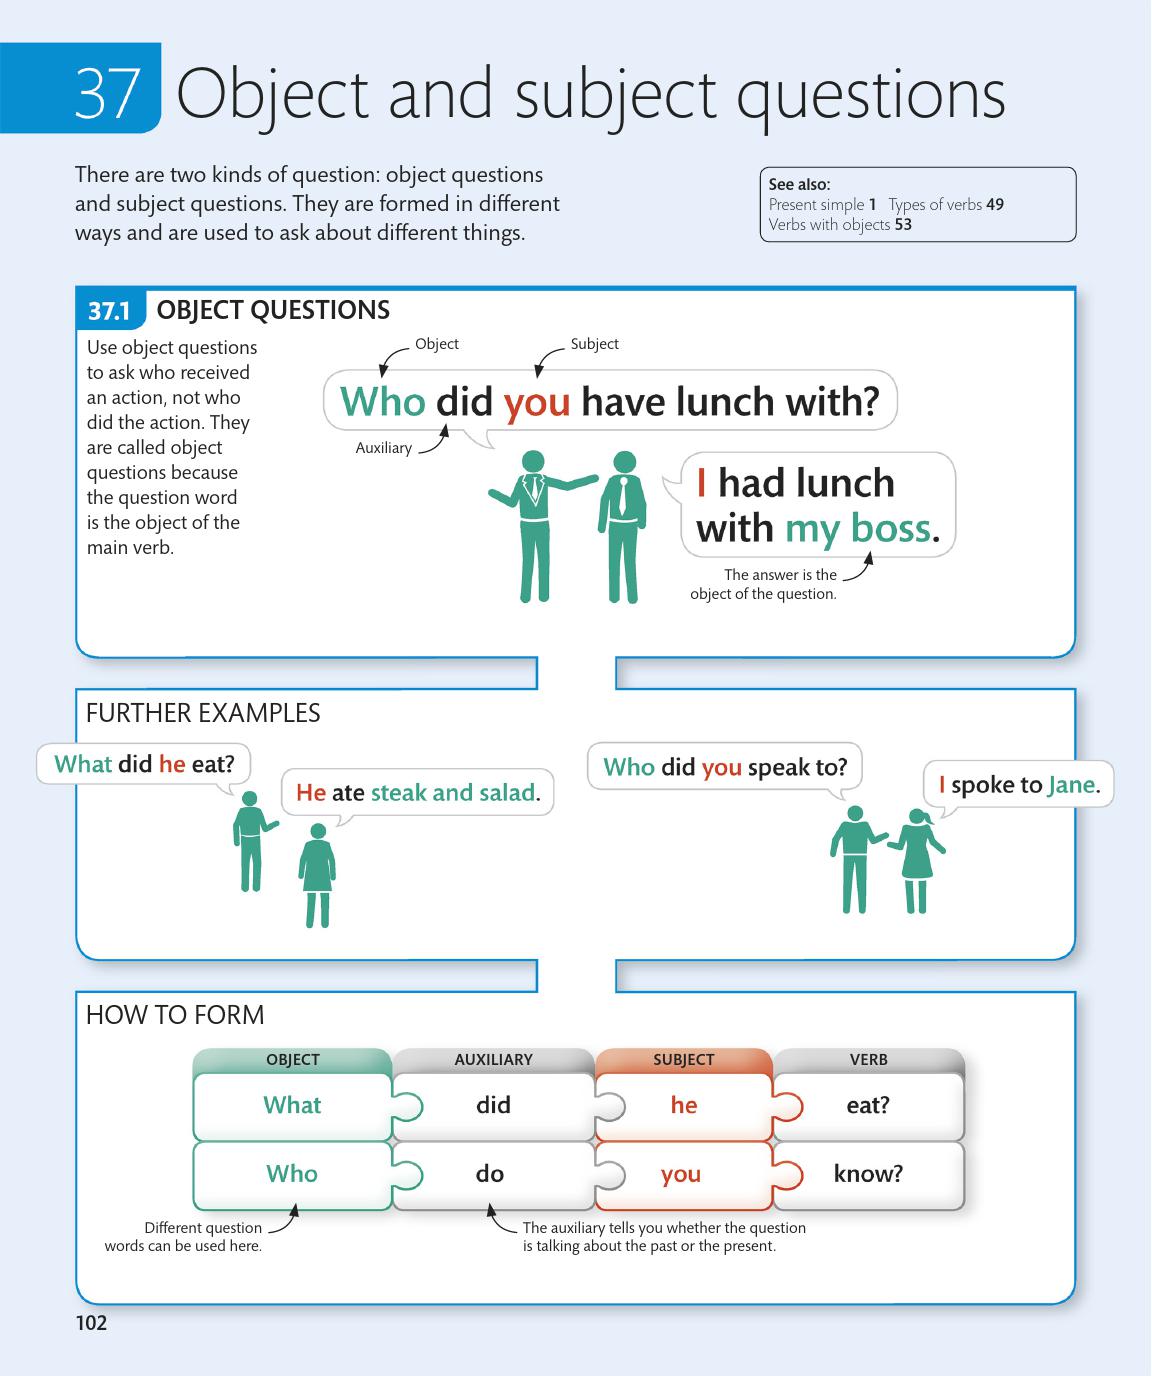 37 Object and subject questions
There are two kinds of question: object questions
and subject questions. They are formed in different
ways and are used to ask about different things.
See also:
Present simple 1 Types of verbs 49
Verbs with objects 53
37.1 OBJECT QUESTIONS
Use object questions
to ask who received
an action, not who
did the action. They
are called object
questions because
the question word
is the object of the
main verb.
Object
Subject
Who did you have lunch with?
Auxiliary
I had lunch
with my boss.
The answer is the
object of the question.
FURTHER EXAMPLES
What did he eat?
He ate steak and salad.
Who did you speak to?
I spoke to Jane.
HOW TO FORM
OBJECT AUXILIARY SUBJECT VERB
What did he eat?
Who do you know?
Different question
words can be used here.
The auxiliary tells you whether the question
is talking about the past or the present.
102